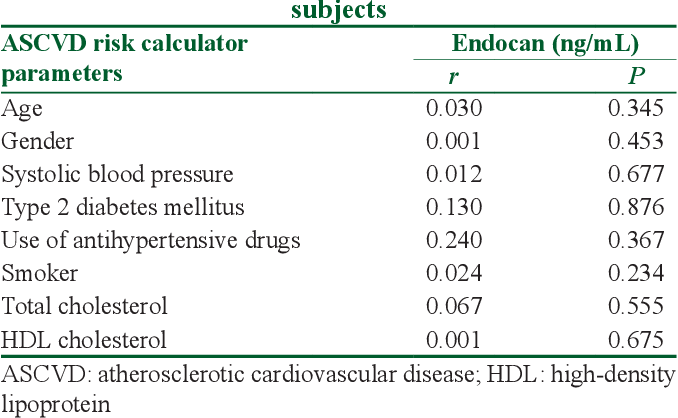 subjects
ASCVD risk calculator parameters Endocan (ng/mL)
r P
Age 0.030 0.345
Gender 0.001 0.453
Systolic blood pressure 0.012 0.677
Type 2 diabetes mellitus 0.130 0.876
Use of antihypertensive drugs 0.240 0.367
Smoker 0.024 0.234
Total cholesterol 0.067 0.555
HDL cholesterol 0.001 0.675
ASCVD: atherosclerotic cardiovascular disease; HDL: high-density
lipoprotein